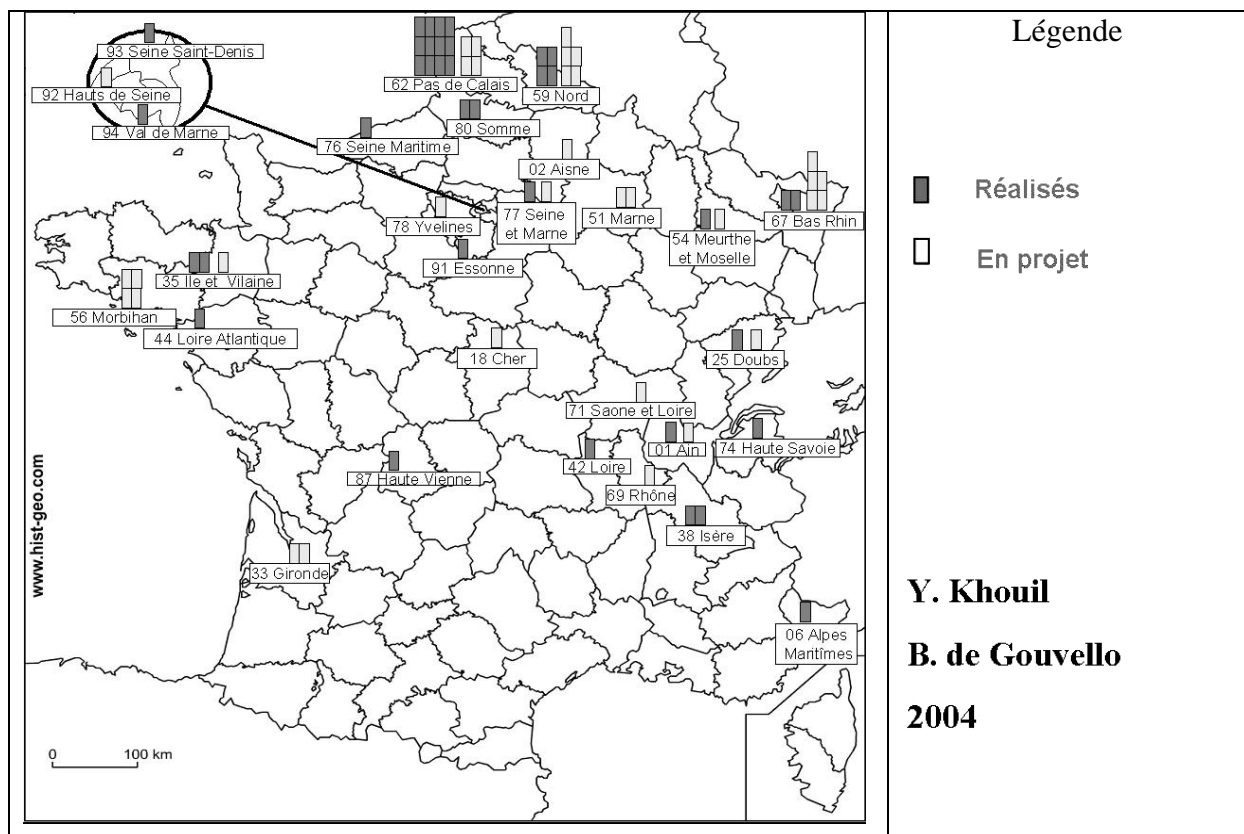 93 Seine Saint-Denis
92 Hauts de Seine
94 Val de Marne
62 Pas de Calais
59 Nord
80 Somme
76 Seine Maritime
02 Aisne
77 Seine
et Marne
51 Marne
67 Bas Rhin
78 Yvelines
54 Meurthe
et Moselle
91 Essonne
35 Ile et Vilaine
56 Morbihan
44 Loire Atlantique
18 Cher
25 Doubs
71 Saone et Loire
01 Ain
74 Haute Savoie
42 Loire
87 Haute Vienne
69 Rhône
38 Isère
33 Gironde
06 Alpes
Maritîmes
www.hist-geo.com
0 100 km
Légende
Réalisés
En projet
Y. Khouil
B. de Gouvello
2004